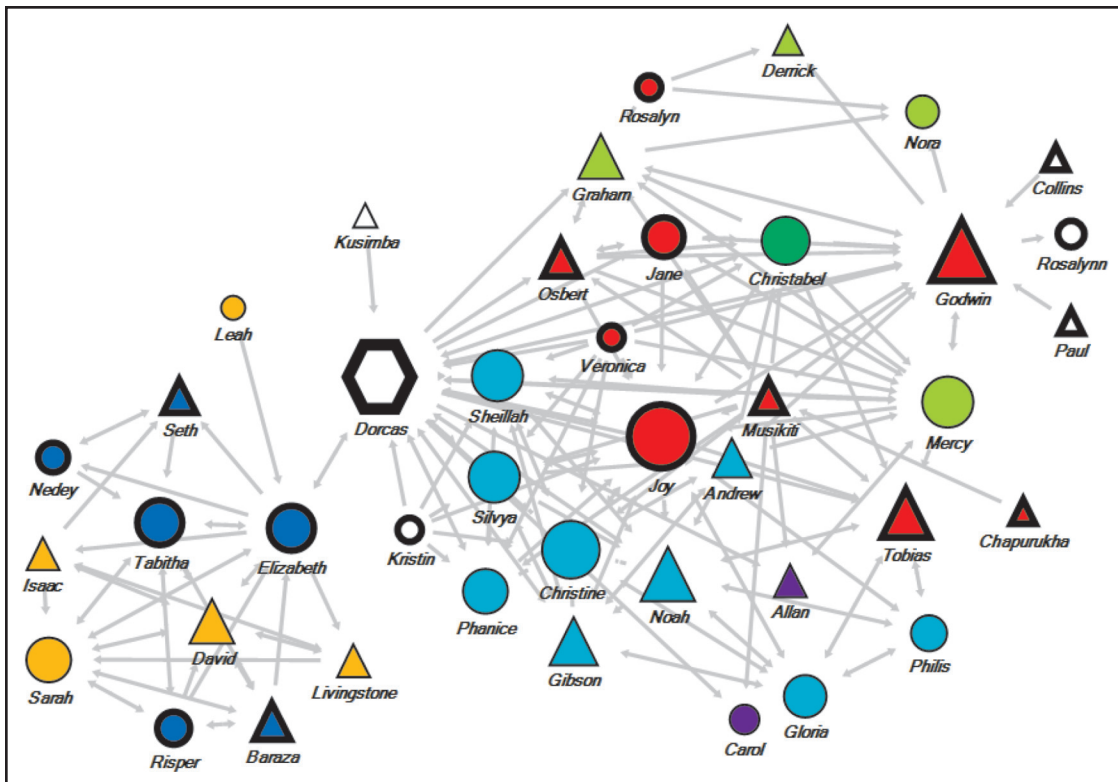 Derrick
Rosalyn
Nora
Collins
Graham
Kusimba
Rosalynn
Osbert
Jane
Christabel
Godwin
Leah
Paul
Veronica
Seth
Dorcas
Sheillah
Musikiti
Mercy
Nedey
Silvya
Joy
Andrew
Chapurukha
Tabitha
Elizabeth
Kristin
Tobias
Isaac
Christine
Noah
Allan
Phanice
David
Sarah
Livingstone
Gibson
Philis
Risper
Baraza
Carol
Gloria